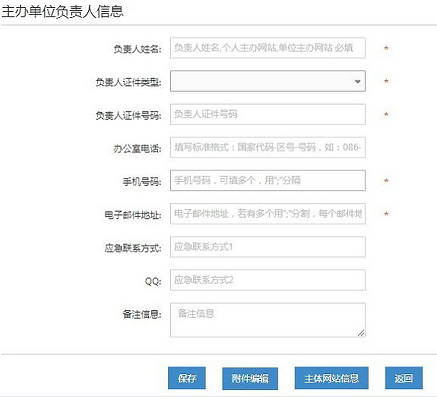 主办单位负责人信息
负责人姓名: 负责人姓名,个人主办网站,单位主办网站 必填 *
负责人证件类型: *
负责人证件号码: 负责人证件号码 *
办公室电话: 填写标准格式：国家代码-区号-号码，如：086-
手机号码: 手机号码，可填多个，用“;”分隔 *
电子邮件地址: 电子邮件地址，若有多个用“;”分割，每个邮件地 *
应急联系方式: 应急联系方式1
QQ: 应急联系方式2
备注信息: 备注信息
保存 附件编辑 主体网站信息 返回